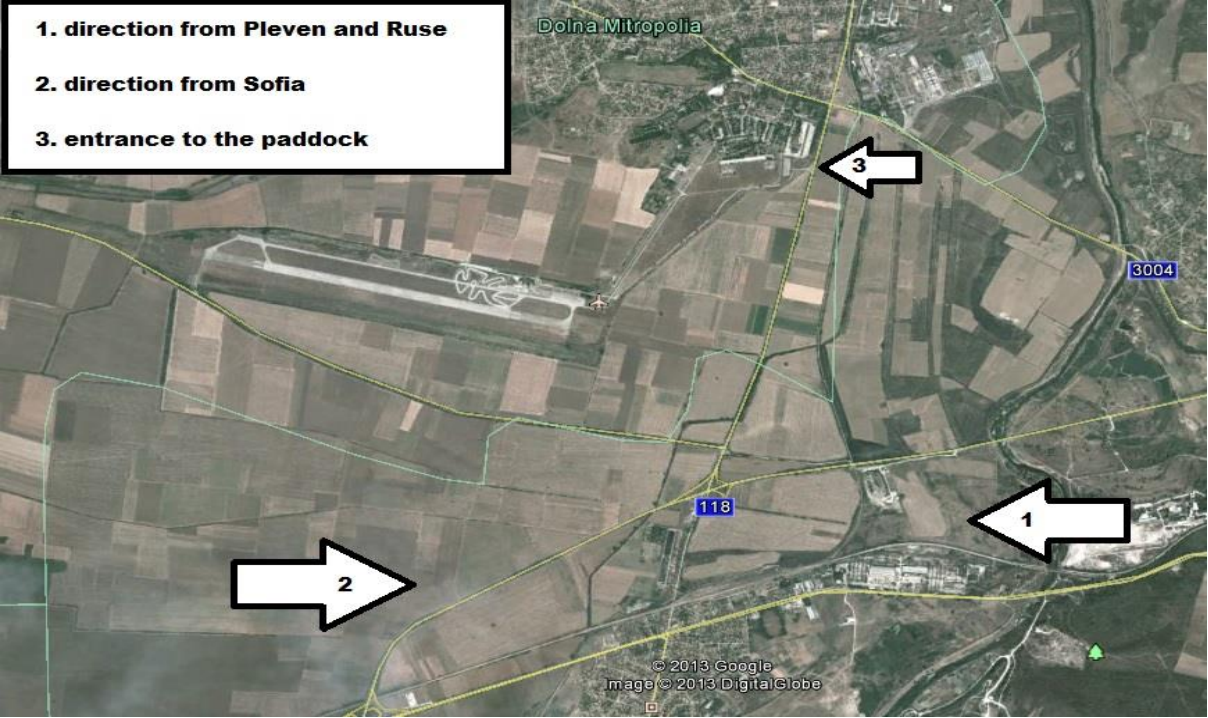 1. direction from Pleven and Ruse
2. direction from Sofia
3. entrance to the paddock
Dolna Mitropolia
3
3004
118
1
2
© 2013 Google
mage © 2013 DigitalGlobe